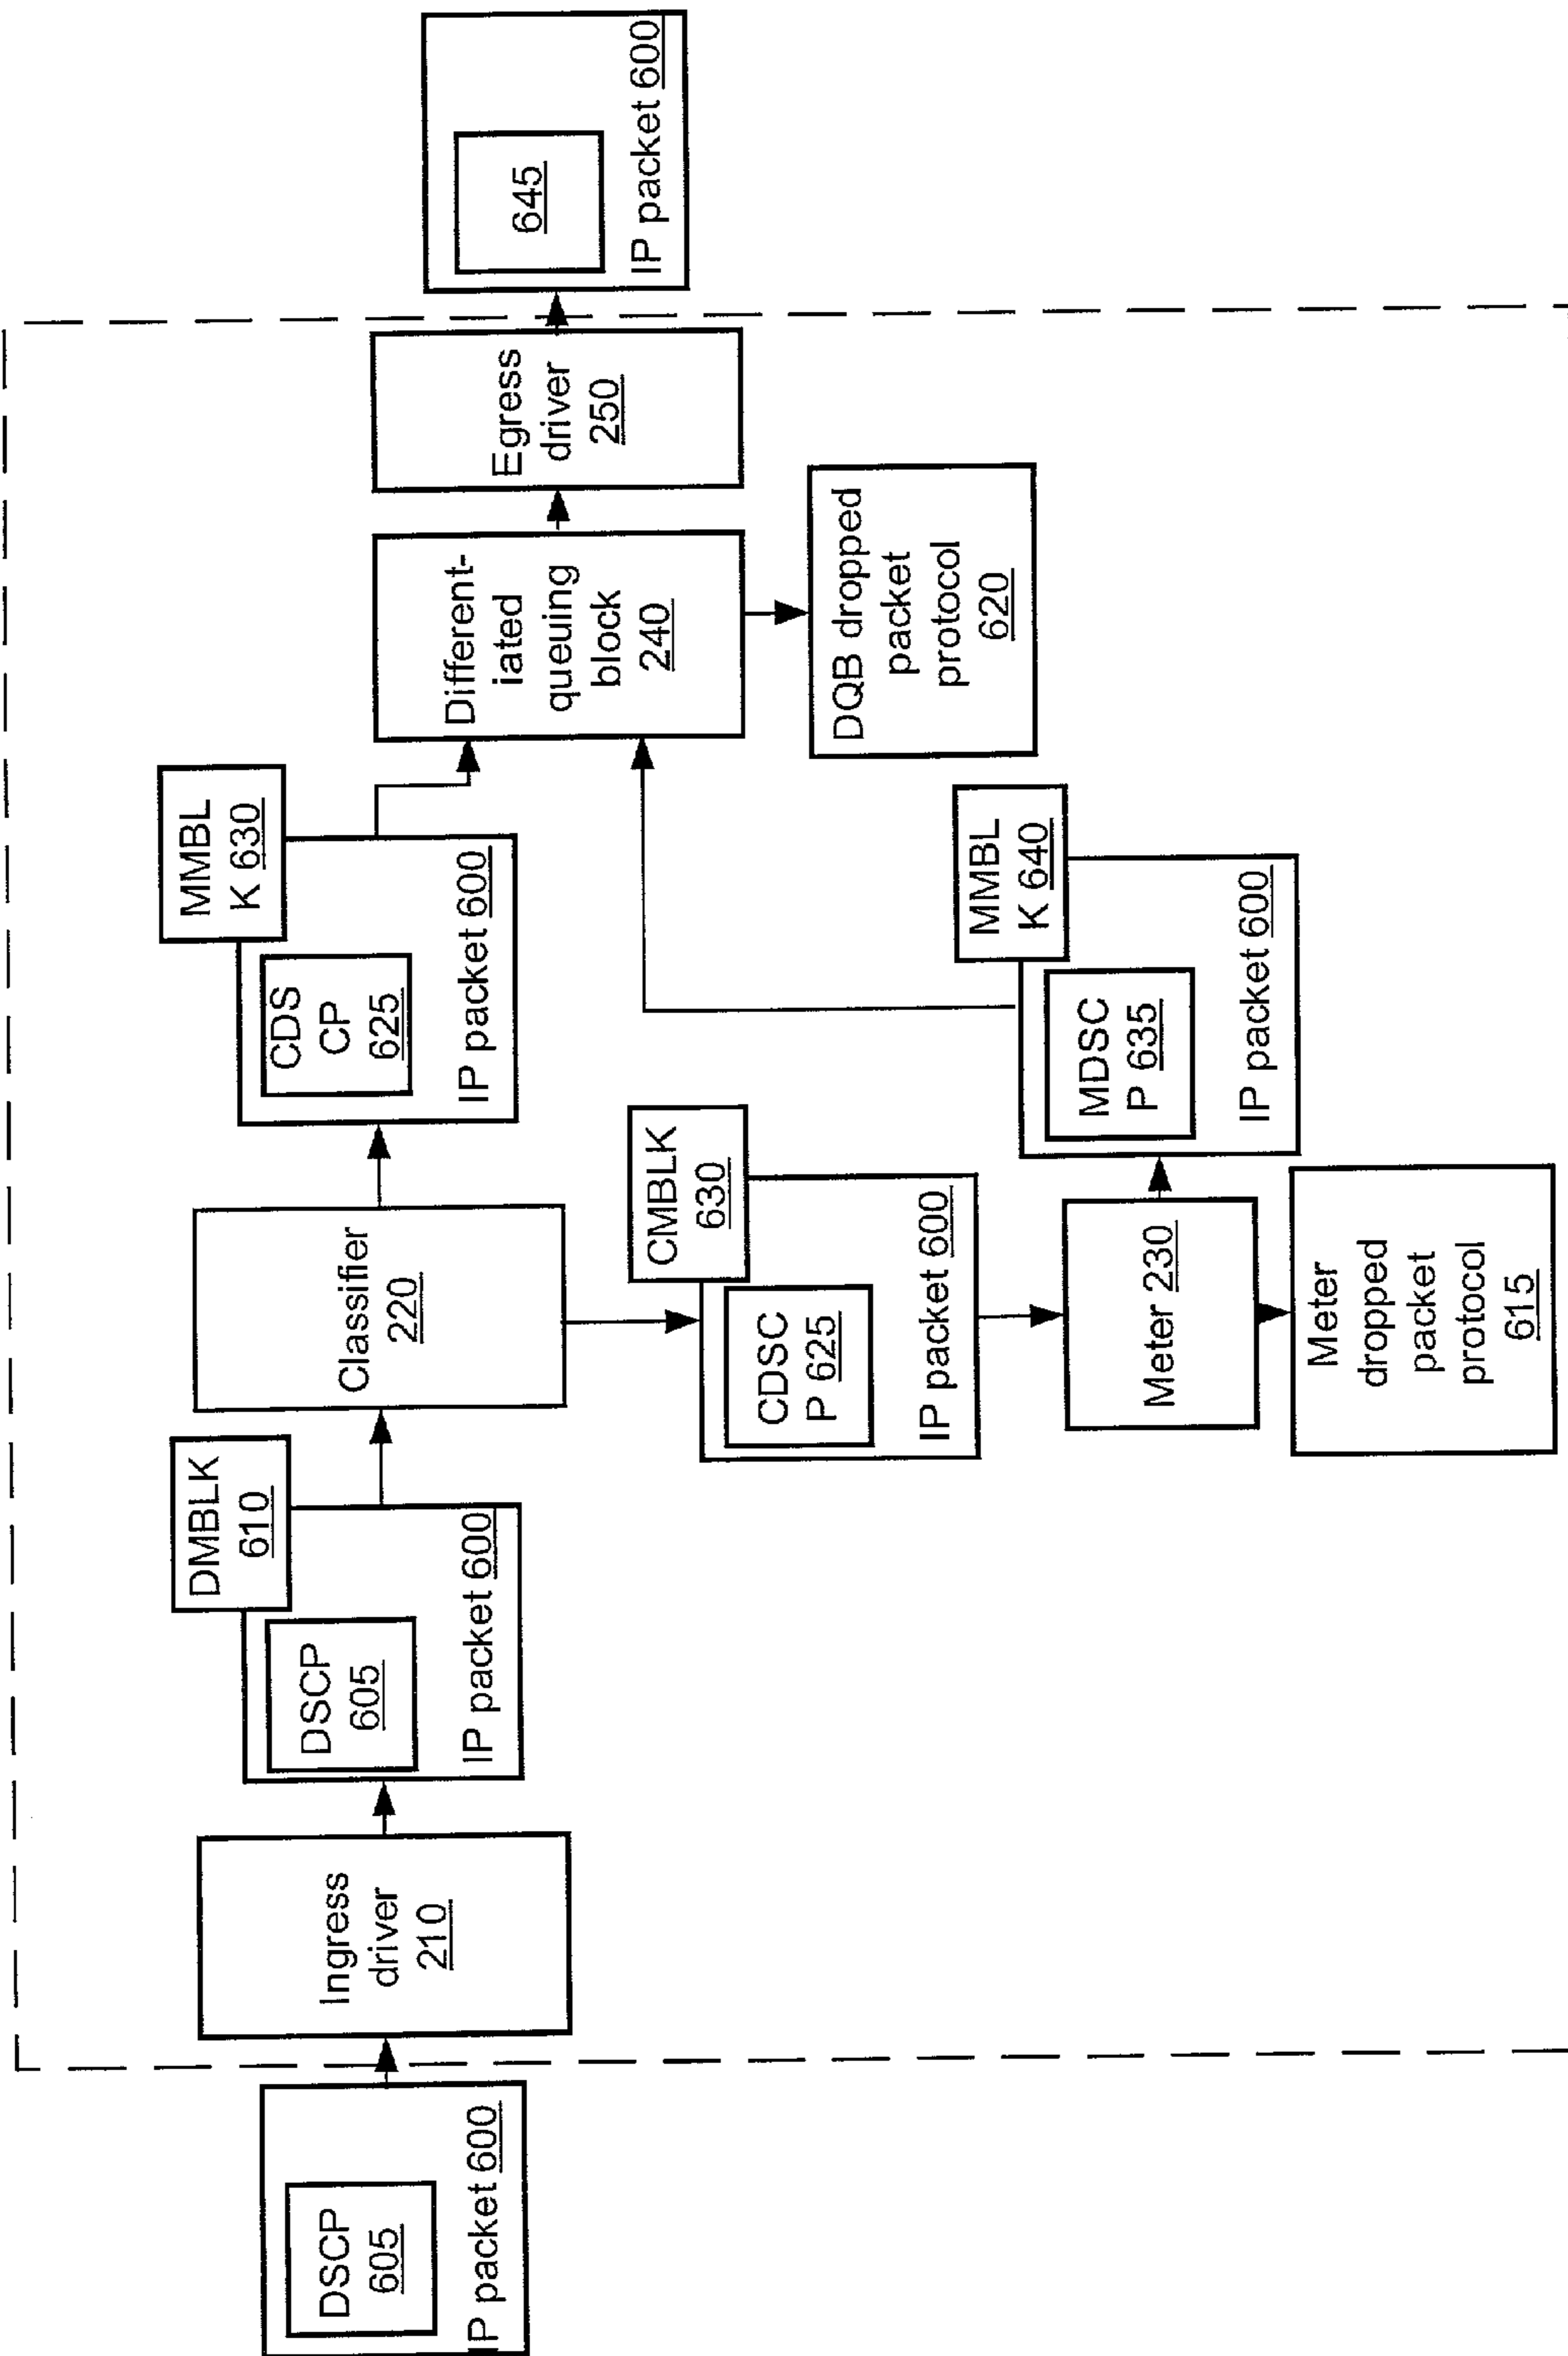 DSCP
605
IP packet 600
Ingress
driver
210
DMBLK
610
DSCP
605
IP packet 600
Classifier
220
MMBL
K 630
CDS
CP
625
IP packet 600
CMBLK
630
CDSC
P 625
IP packet 600
Meter 230
Meter
dropped
packet
protocol
615
MMBL
K 640
MDSC
P 635
IP packet 600
Different-
iated
queuing
block
240
DQB dropped
packet
protocol
620
Egress
driver
250
645
IP packet 600